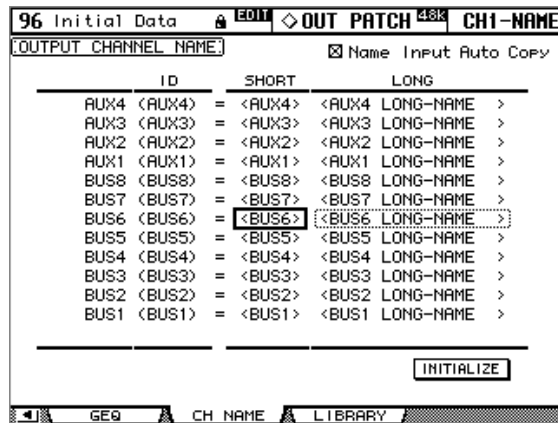 96 Initial Data EDIT ◇OUT PATCH 48K CH1-NAME
OUTPUT CHANNEL NAME
☒ Name Input Auto Copy
ID SHORT LONG
AUX4 (AUX4) = <AUX4> <AUX4 LONG-NAME >
AUX3 (AUX3) = <AUX3> <AUX3 LONG-NAME >
AUX2 (AUX2) = <AUX2> <AUX2 LONG-NAME >
AUX1 (AUX1) = <AUX1> <AUX1 LONG-NAME >
BUS8 (BUS8) = <BUS8> <BUS8 LONG-NAME >
BUS7 (BUS7) = <BUS7> <BUS7 LONG-NAME >
BUS6 (BUS6) = <BUS6> <BUS6 LONG-NAME >
BUS5 (BUS5) = <BUS5> <BUS5 LONG-NAME >
BUS4 (BUS4) = <BUS4> <BUS4 LONG-NAME >
BUS3 (BUS3) = <BUS3> <BUS3 LONG-NAME >
BUS2 (BUS2) = <BUS2> <BUS2 LONG-NAME >
BUS1 (BUS1) = <BUS1> <BUS1 LONG-NAME >
INITIALIZE
GEQ CH NAME LIBRARY